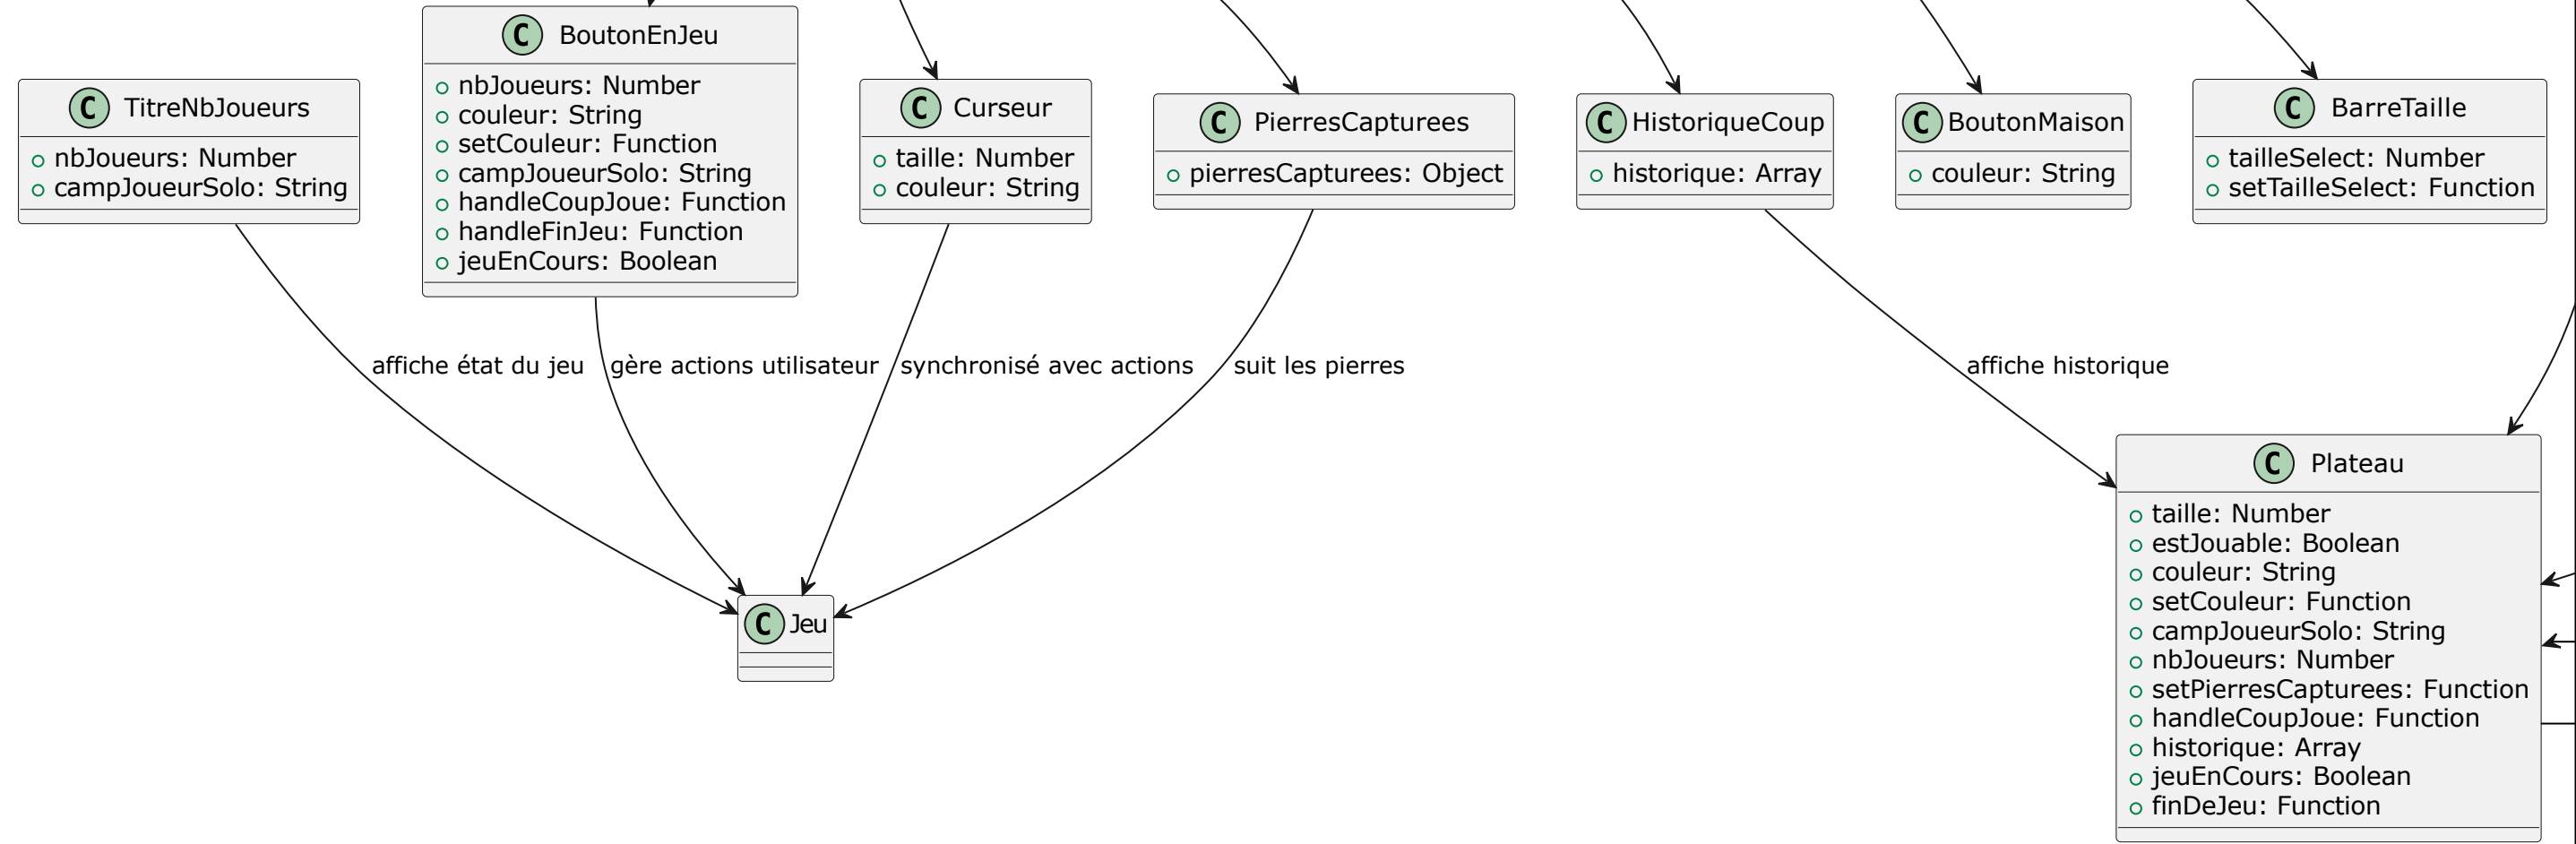 C TitreNbJoueurs
nbJoueurs: Number
campJoueurSolo: String
C BoutonEnJeu
nbJoueurs: Number
couleur: String
setCouleur: Function
campJoueurSolo: String
handleCoupJoue: Function
handleFinJeu: Function
jeuEnCours: Boolean
C Curseur
taille: Number
couleur: String
C PierresCapturees
pierresCapturees: Object
C HistoriqueCoup
historique: Array
C BoutonMaison
couleur: String
C BarreTaille
tailleSelect: Number
setTailleSelect: Function
affiche état du jeu
gère actions utilisateur
synchronisé avec actions
suit les pierres
affiche historique
C Jeu
C Plateau
taille: Number
estJouable: Boolean
couleur: String
setCouleur: Function
campJoueurSolo: String
nbJoueurs: Number
setPierresCapturees: Function
handleCoupJoue: Function
historique: Array
jeuEnCours: Boolean
finDeJeu: Function